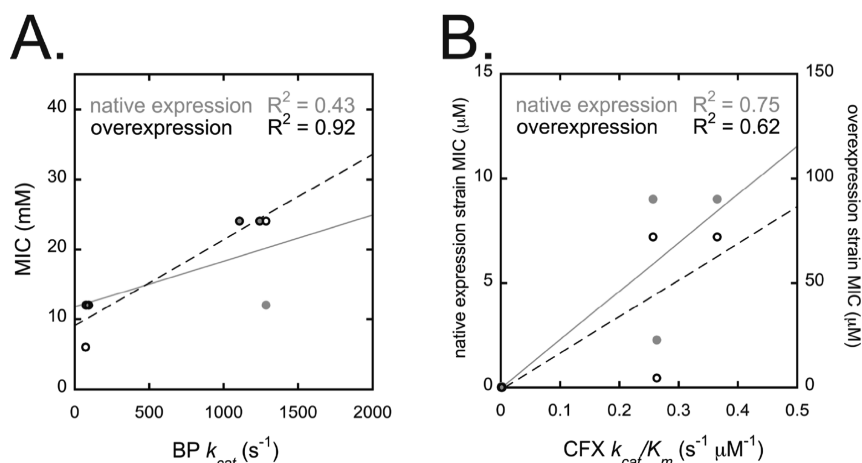 A.
native expression R² = 0.43
overexpression R² = 0.92
MIC (mM)
40
30
20
10
0
0 500 1000 1500 2000
BP kcat (s⁻¹)
B.
native expression R² = 0.75
overexpression R² = 0.62
native expression strain MIC (μM)
15
10
5
0
150
100
50
0
overexpression strain MIC (μM)
0 0.1 0.2 0.3 0.4 0.5
CFX kcat/Km (s⁻¹ μM⁻¹)